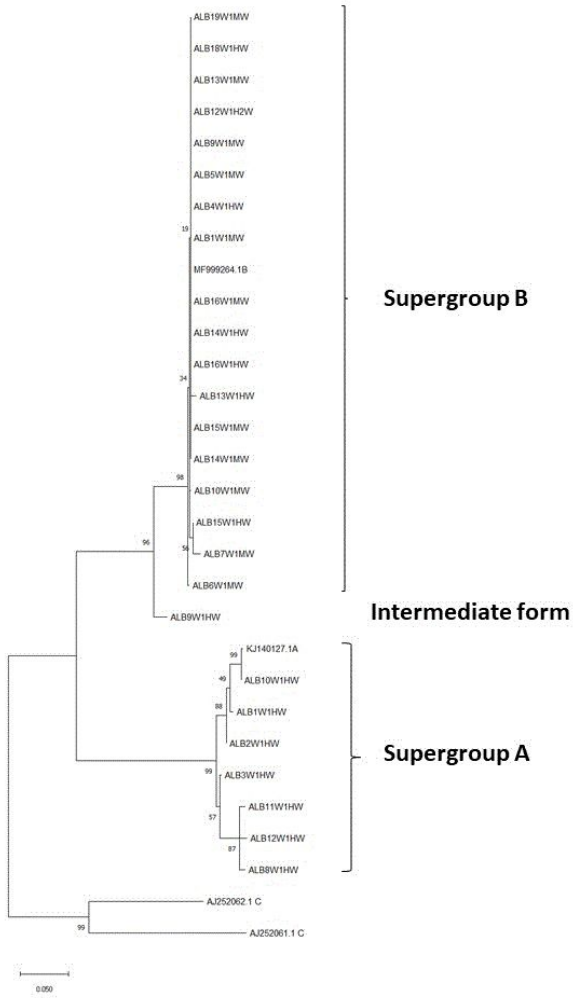 ALB19W1MW
ALB18W1HW
ALB13W1MW
ALB12W1H2W
ALB9W1MW
ALB5W1MW
ALB4W1HW
19
ALB1W1MW
MF999264.1B
Supergroup B
ALB16W1MW
ALB14W1HW
ALB16W1HW
34
ALB13W1HW
ALB15W1MW
ALB14W1MW
98
ALB10W1MW
ALB15W1HW
96
56
ALB7W1MW
ALB6W1MW
Intermediate form
ALB9W1HW
KJ140127.1A
99
ALB10W1HW
49
ALB1W1HW
88
ALB2W1HW
Supergroup A
99
ALB3W1HW
ALB11W1HW
57
ALB12W1HW
87
ALB8W1HW
AJ252062.1 C
99
AJ252061.1 C
0.050